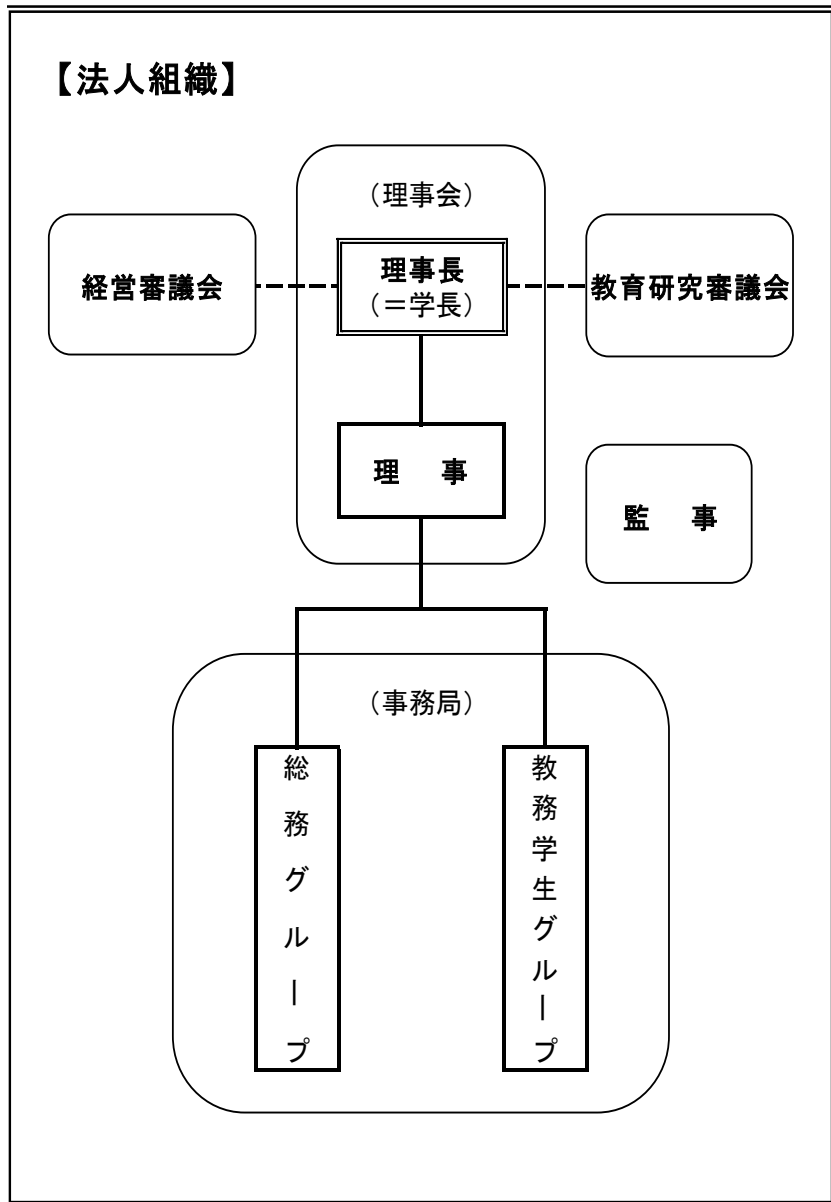 【法人組織】
（理事会）
経営審議会
理事長
（＝学長）
教育研究審議会
理　事
監　事
（事務局）
総務グループ
教務学生グループ